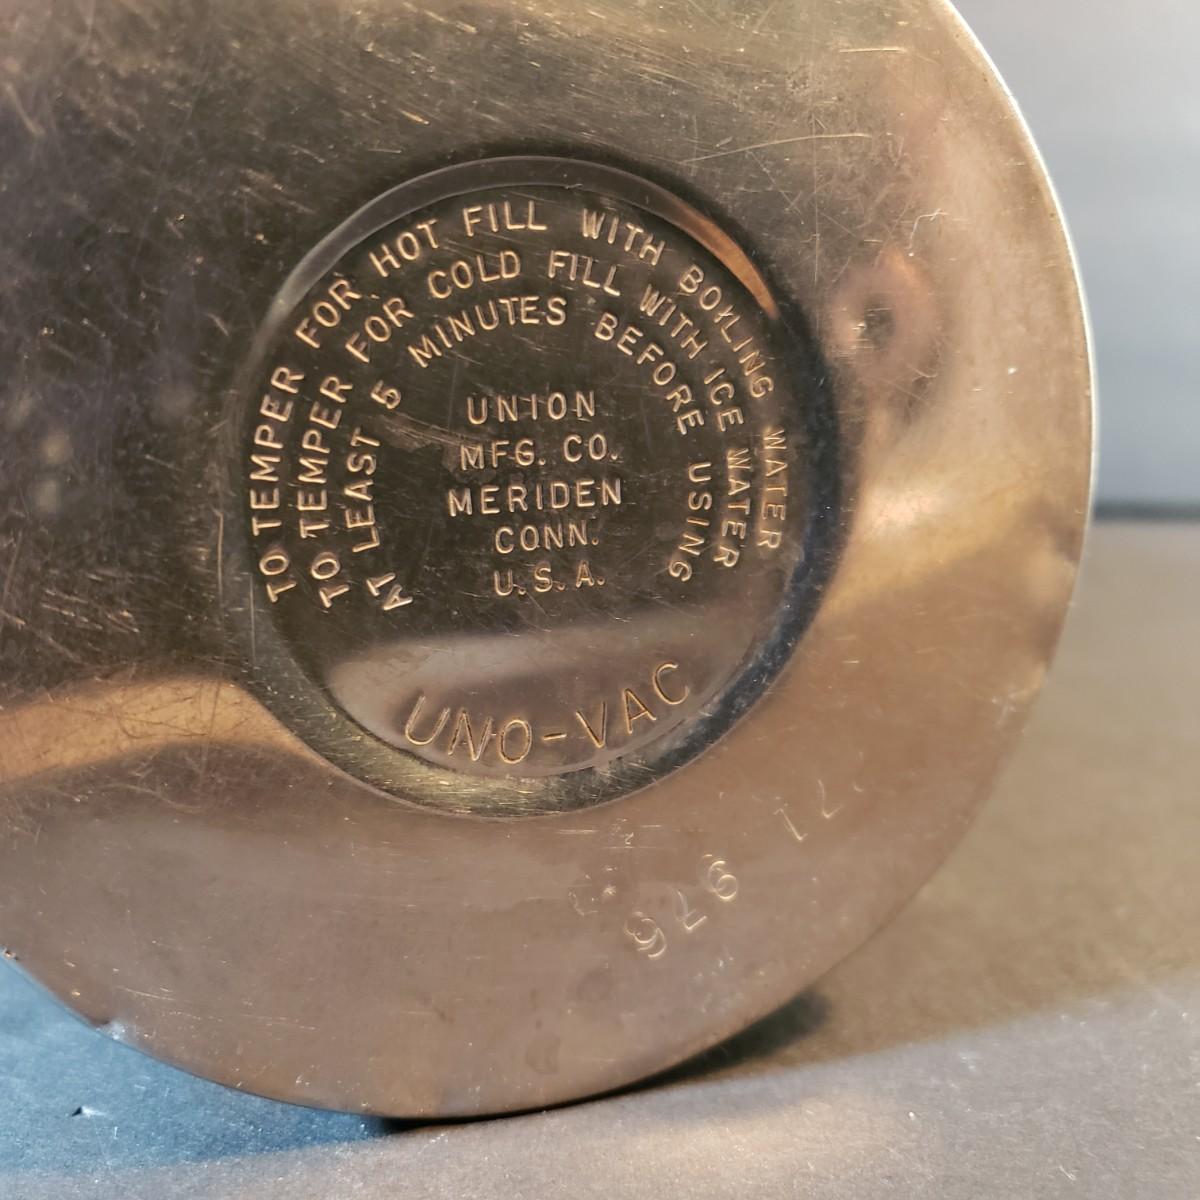 TO TEMPER FOR HOT FILL WITH BOILING WATER
TO TEMPER FOR COLD FILL WITH ICE WATER
AT LEAST 5 MINUTES BEFORE USING
UNION
MFG. CO.
MERIDEN
CONN.
U.S.A.
UNO-VAC